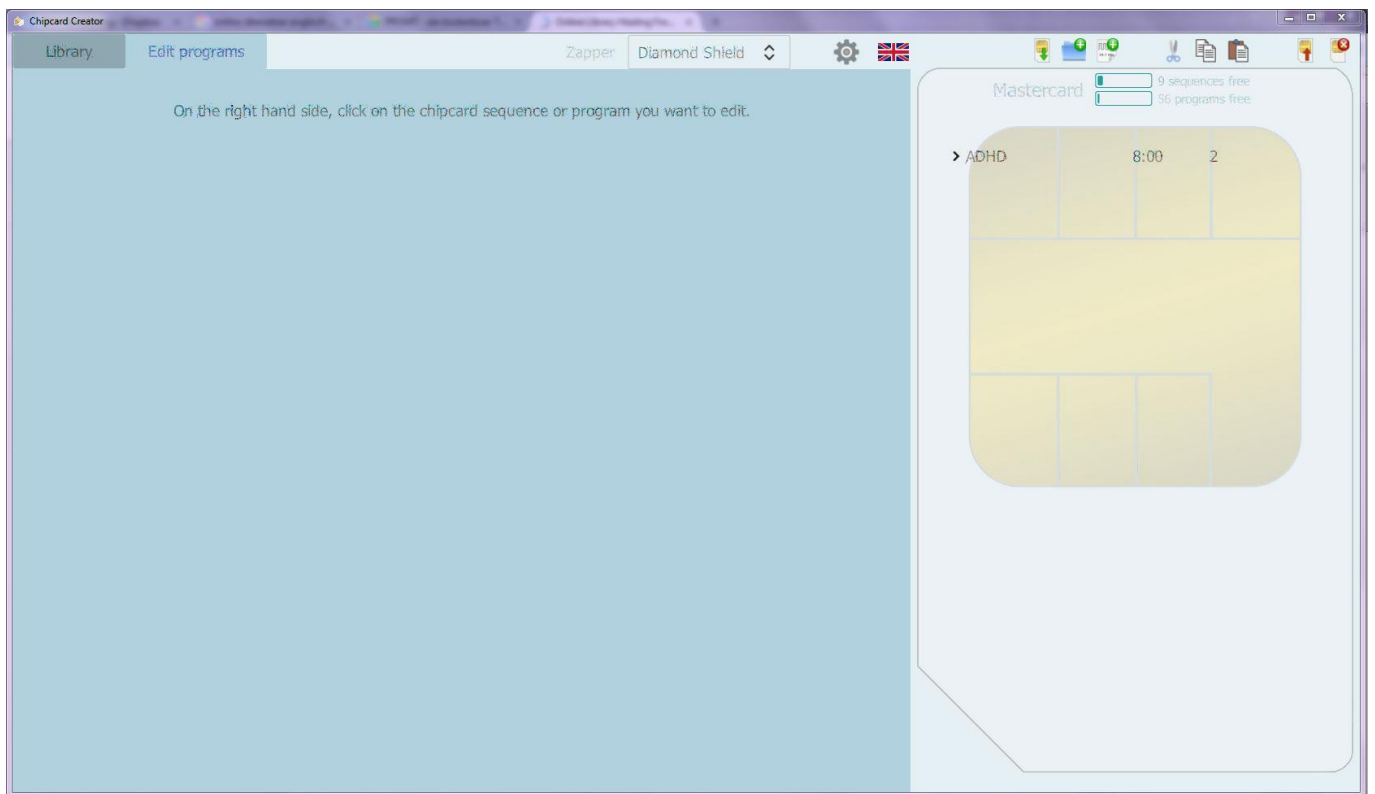 Chipcard Creator
Library
Edit programs
Zapper
Diamond Shield
On the right hand side, click on the chipcard sequence or program you want to edit.
Mastercard
9 sequences free
56 programs free
ADHD 8:00 2